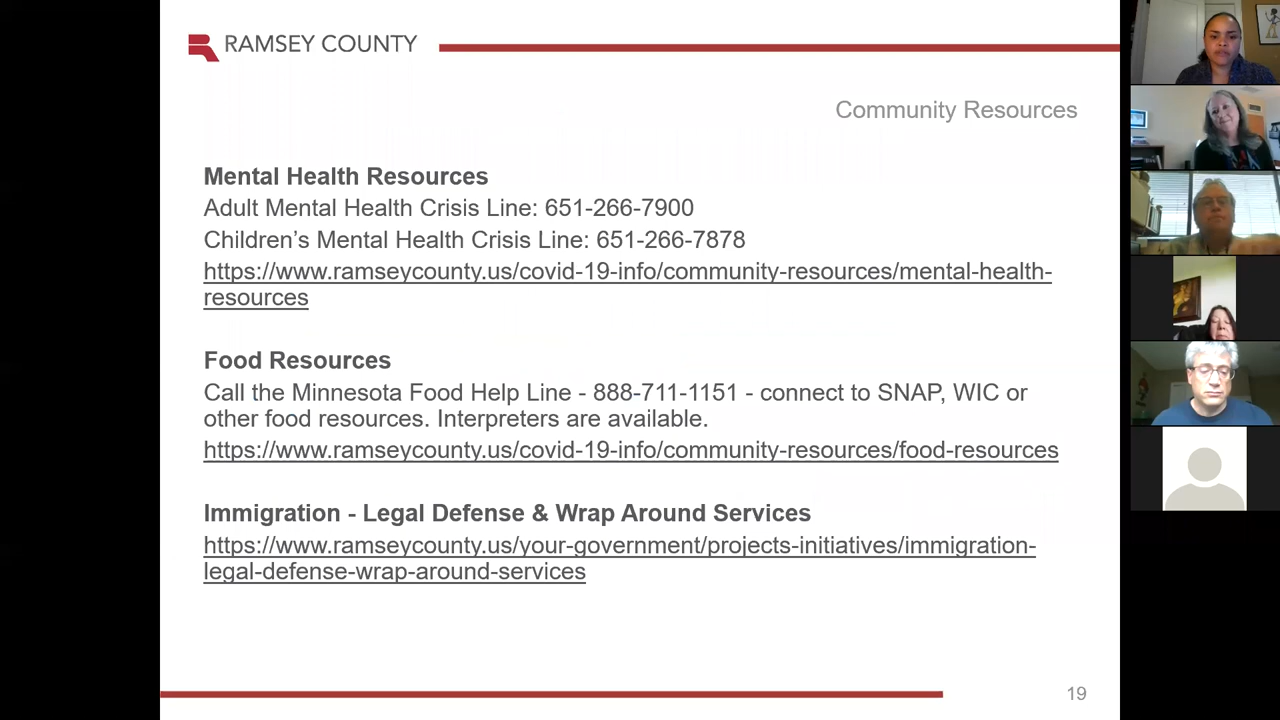 RAMSEY COUNTY
Community Resources
Mental Health Resources
Adult Mental Health Crisis Line: 651-266-7900
Children’s Mental Health Crisis Line: 651-266-7878
https://www.ramseycounty.us/covid-19-info/community-resources/mental-health-
resources
Food Resources
Call the Minnesota Food Help Line - 888-711-1151 - connect to SNAP, WIC or
other food resources. Interpreters are available.
https://www.ramseycounty.us/covid-19-info/community-resources/food-resources
Immigration - Legal Defense & Wrap Around Services
https://www.ramseycounty.us/your-government/projects-initiatives/immigration-
legal-defense-wrap-around-services
19